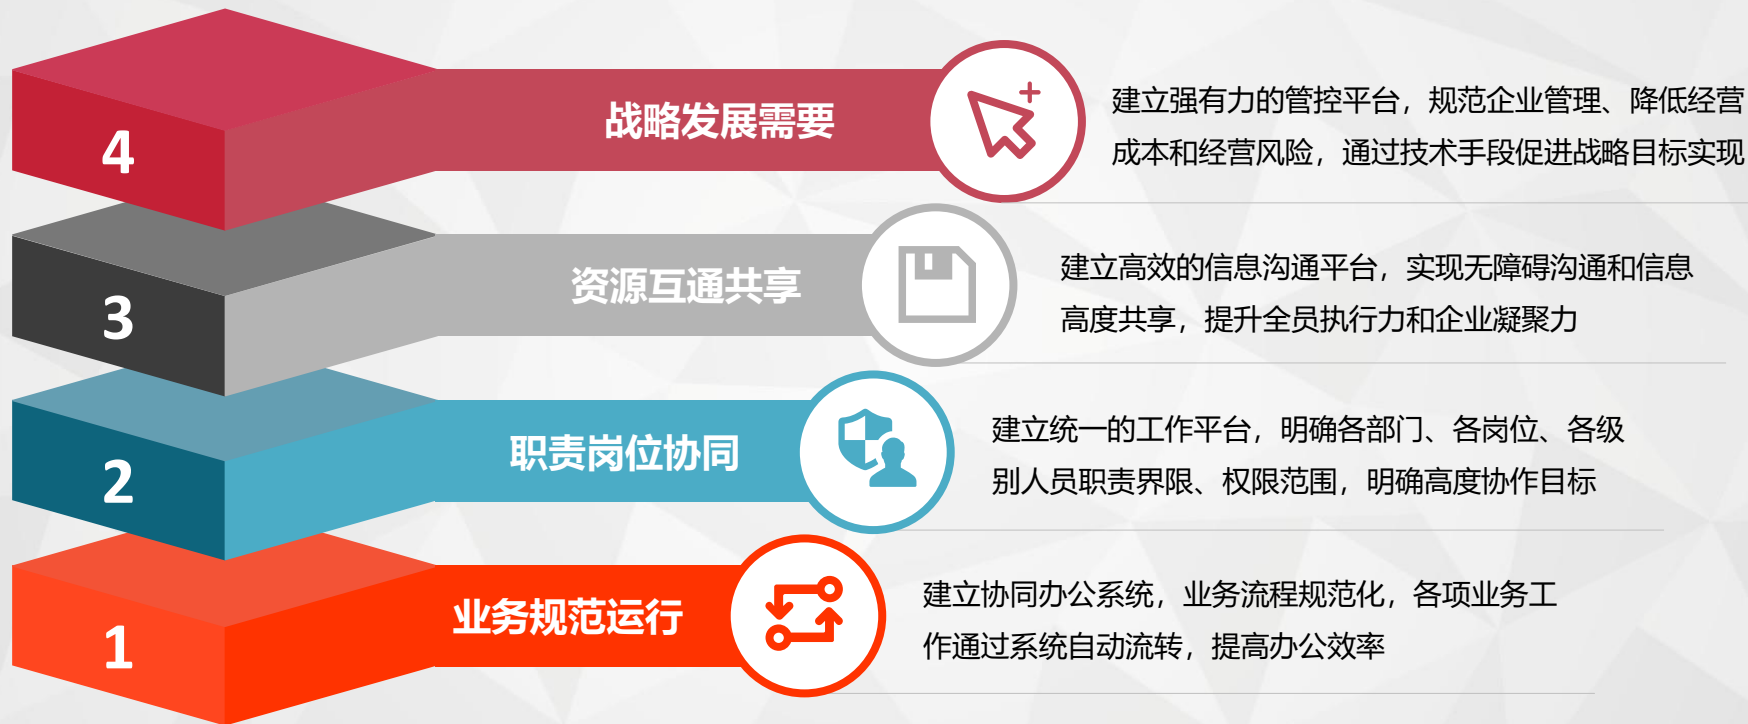 4
战略发展需要
建立强有力的管控平台，规范企业管理、降低经营
成本和经营风险，通过技术手段促进战略目标实现
3
资源互通共享
建立高效的信息沟通平台，实现无障碍沟通和信息
高度共享，提升全员执行力和企业凝聚力
2
职责岗位协同
建立统一的工作平台，明确各部门、各岗位、各级
别人员职责界限、权限范围，明确高度协作目标
1
业务规范运行
建立协同办公系统，业务流程规范化，各项业务工
作通过系统自动流转，提高办公效率